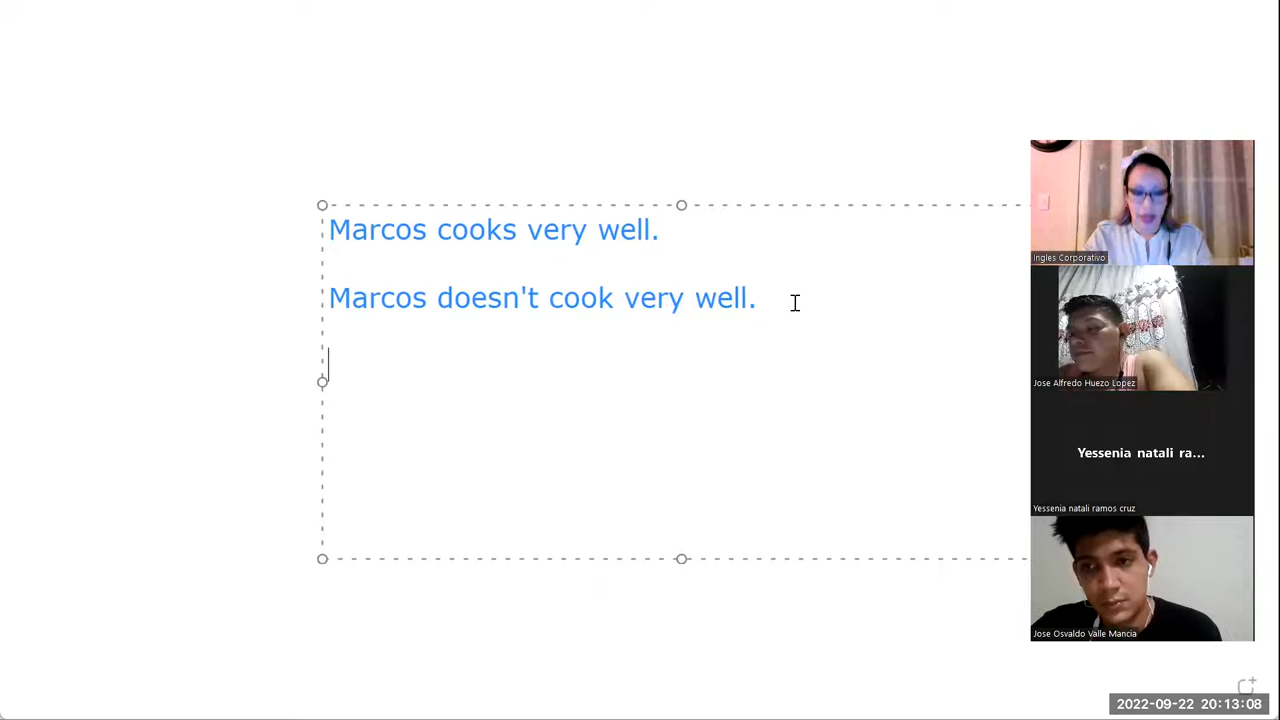 Marcos cooks very well.
Marcos doesn't cook very well.
Ingles Corporativo
Jose Alfredo Huezo Lopez
Yessenia natali ra...
Yessenia natali ramos cruz
Jose Osvaldo Valle Mancia
2022-09-22 20:13:08